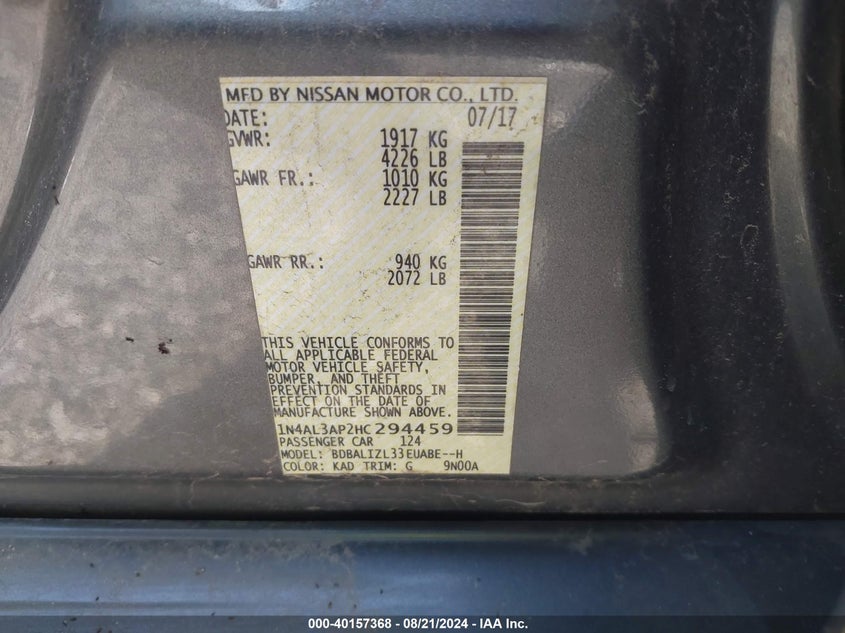 MFD BY NISSAN MOTOR CO., LTD.
DATE: 07/17
GVWR: 1917 KG
4226 LB
GAWR FR.: 1010 KG
2227 LB
GAWR RR.: 940 KG
2072 LB
THIS VEHICLE CONFORMS TO
ALL APPLICABLE FEDERAL
MOTOR VEHICLE SAFETY,
BUMPER, AND THEFT
PREVENTION STANDARDS IN
EFFECT ON THE DATE OF
MANUFACTURE SHOWN ABOVE.
1N4AL3AP2HC294459
PASSENGER CAR 124
MODEL: BDBALIZL33EUABE--H
COLOR: KAD TRIM: G 9N00A
000-40157368 - 08/21/2024 - IAA Inc.